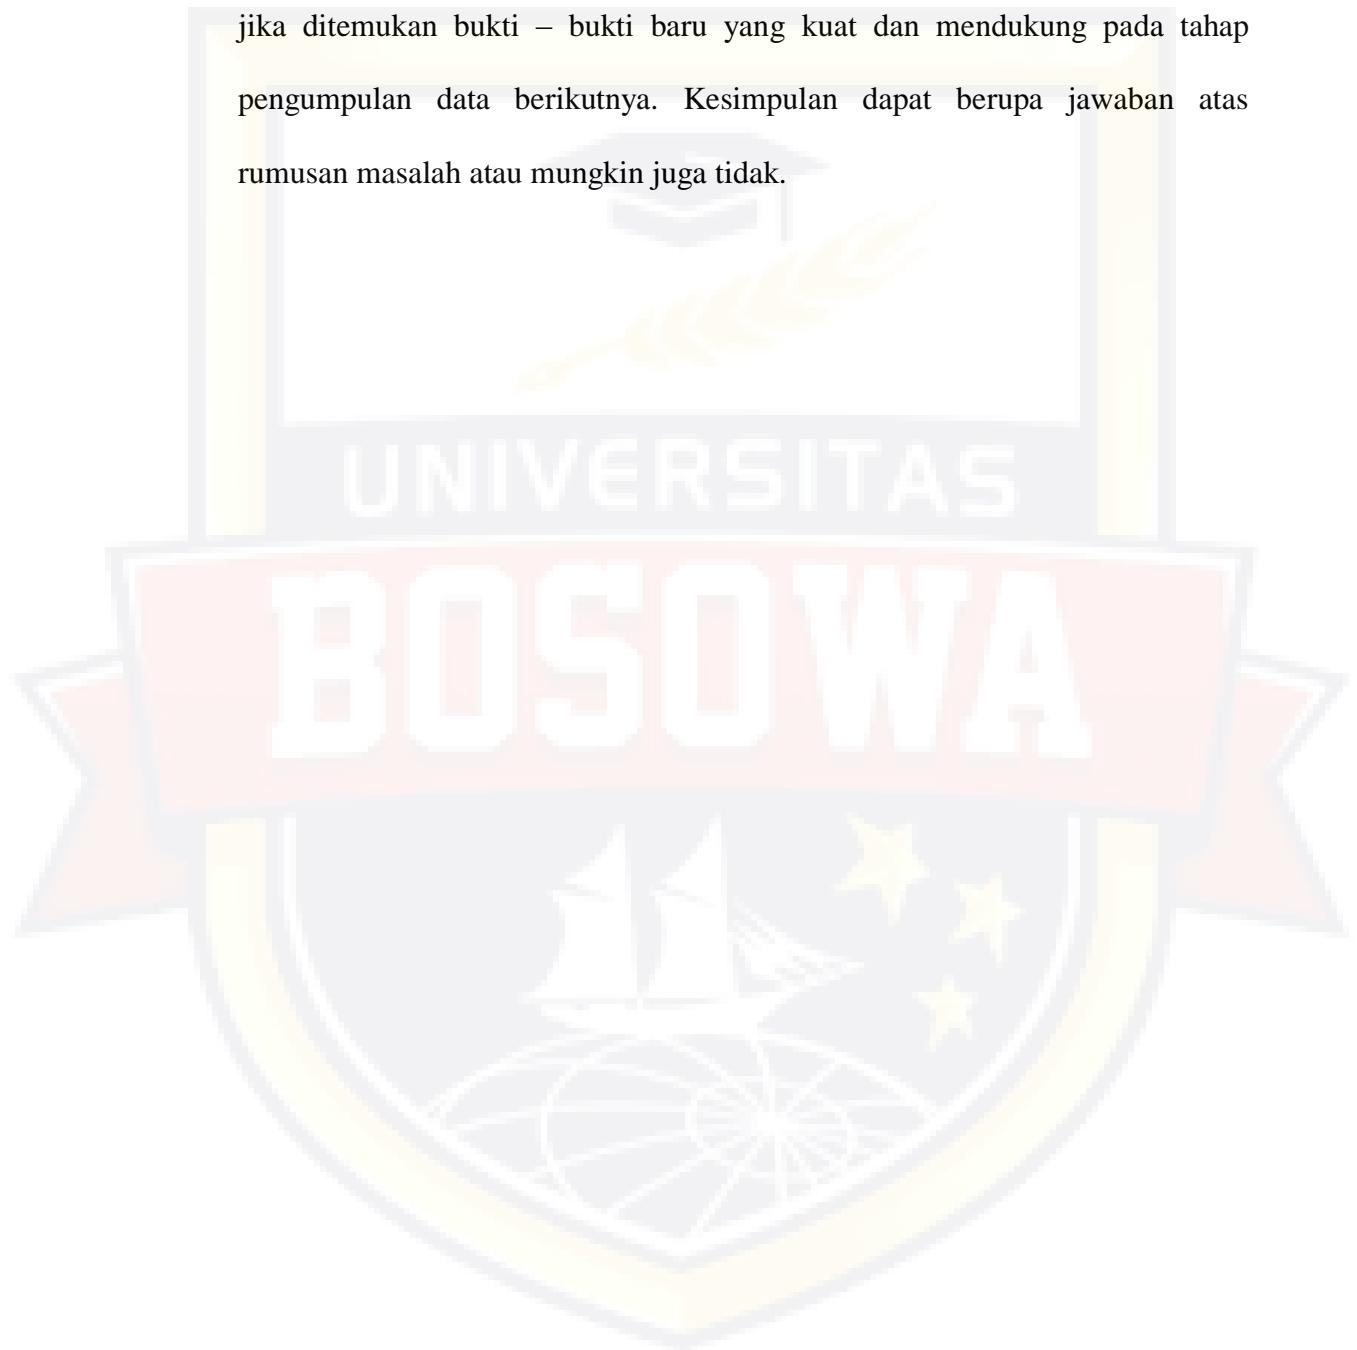 jika ditemukan bukti – bukti baru yang kuat dan mendukung pada tahap
pengumpulan data berikutnya. Kesimpulan dapat berupa jawaban atas
rumusan masalah atau mungkin juga tidak.
UNIVERSITAS
BOSOWA